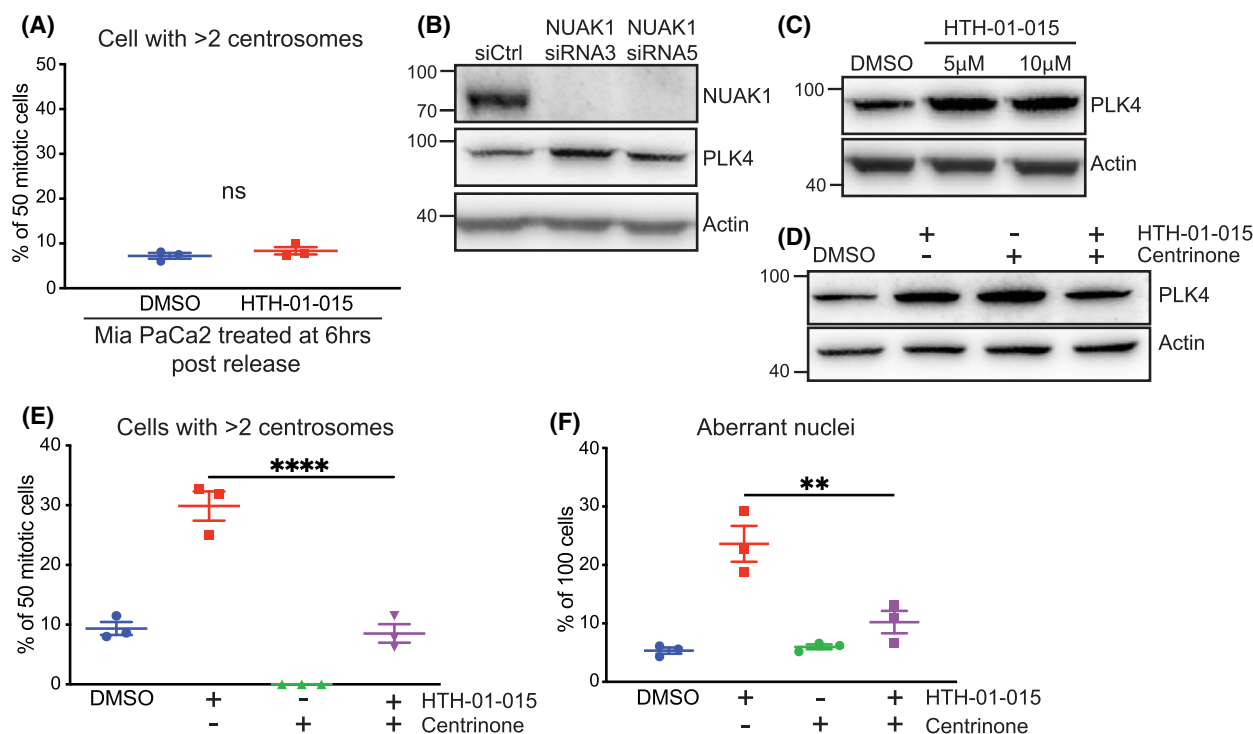 (A)
Cell with >2 centrosomes
% of 50 mitotic cells
50
40
30
20
10
0
ns
DMSO HTH-01-015
Mia PaCa2 treated at 6hrs
post release
(B)
siCtrl NUAK1 siRNA3 NUAK1 siRNA5
100
70
NUAK1
100
PLK4
40
Actin
(C)
HTH-01-015
DMSO 5μM 10μM
100
PLK4
Actin
40
(D)
+ - + HTH-01-015
DMSO - + + Centrinone
100
PLK4
Actin
40
(E)
Cells with >2 centrosomes
% of 50 mitotic cells
40
30
20
10
0
****
DMSO + - + HTH-01-015
- + + Centrinone
(F)
Aberrant nuclei
% of 100 cells
40
30
20
10
0
**
DMSO + - + HTH-01-015
- + + Centrinone